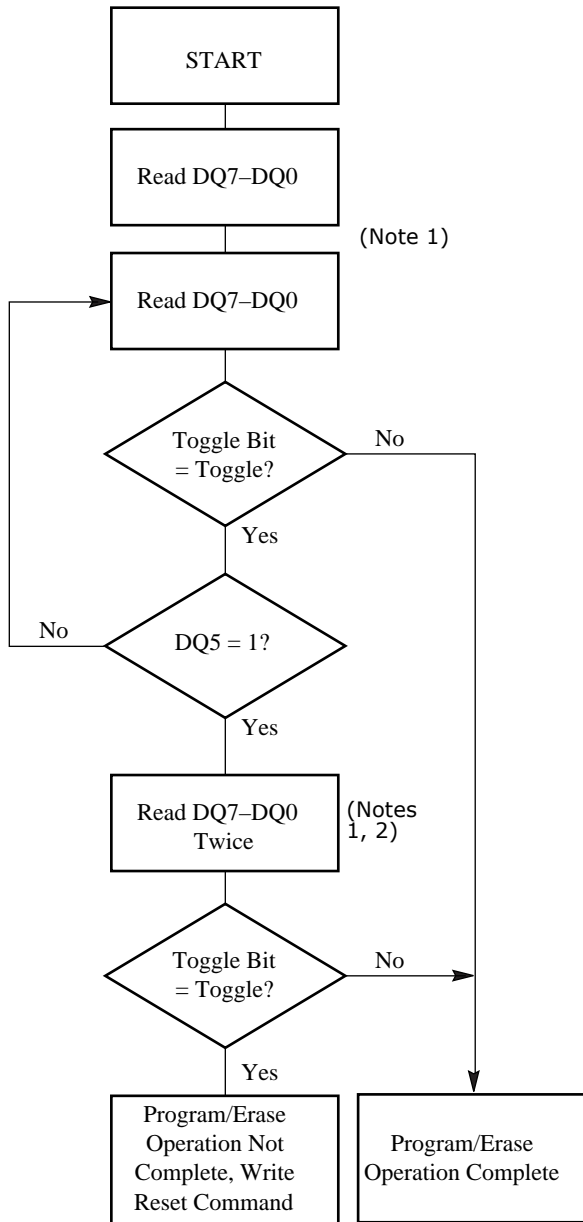 START
Read DQ7–DQ0
(Note 1)
Read DQ7–DQ0
Toggle Bit
= Toggle?
No
Yes
No
DQ5 = 1?
Yes
Read DQ7–DQ0
Twice
(Notes
1, 2)
Toggle Bit
= Toggle?
No
Yes
Program/Erase
Operation Not
Complete, Write
Reset Command
Program/Erase
Operation Complete